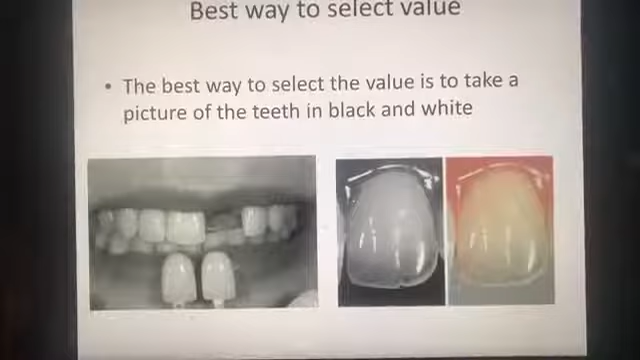 Best way to select value
• The best way to select the value is to take a
picture of the teeth in black and white